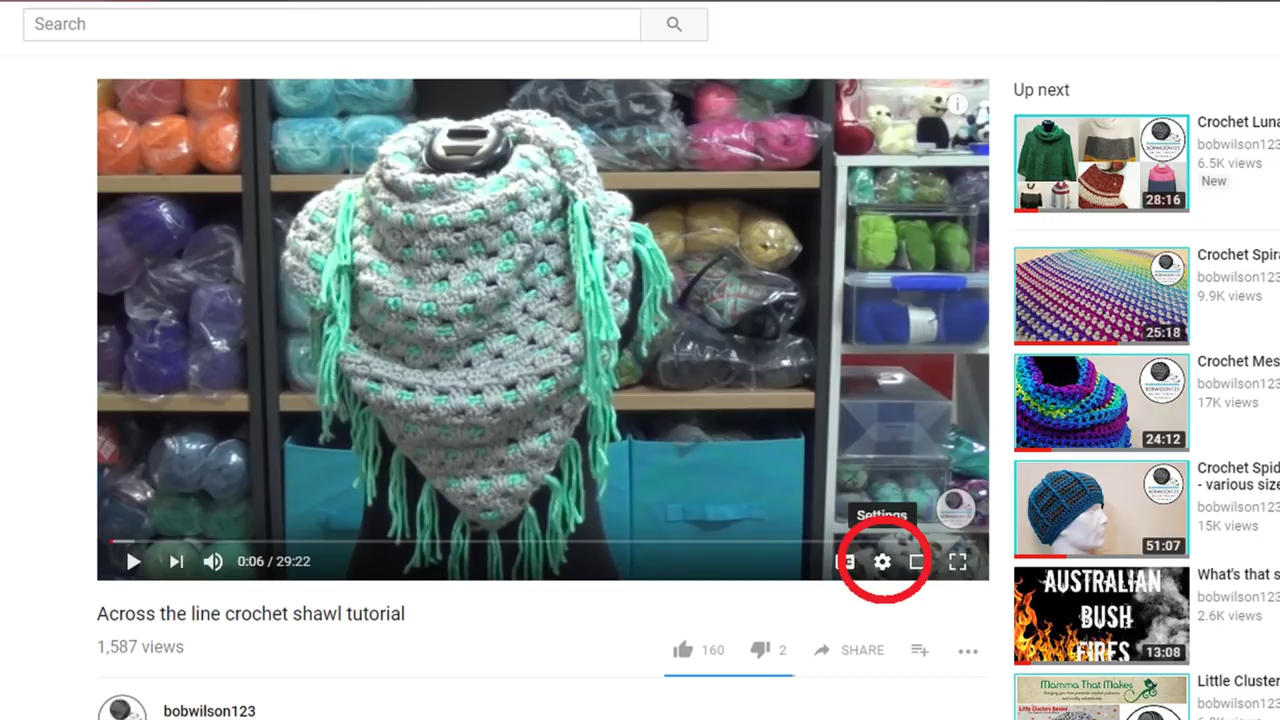 Search
Up next
Crochet Luna
bobwilson123
6.5K views
New
28:16
Crochet Spira
bobwilson123
9.9K views
25:18
Crochet Mes
bobwilson123
17K views
24:12
Crochet Spid
- various size
bobwilson123
15K views
51:07
AUSTRALIAN
BUSH
FIRES
What's that s
bobwilson123
2.6K views
13:08
Mamma That Makes
Little Cluster
bobwilson123
Settings
CC
0:06 / 29:22
Across the line crochet shawl tutorial
1,587 views
160
2
SHARE
bobwilson123